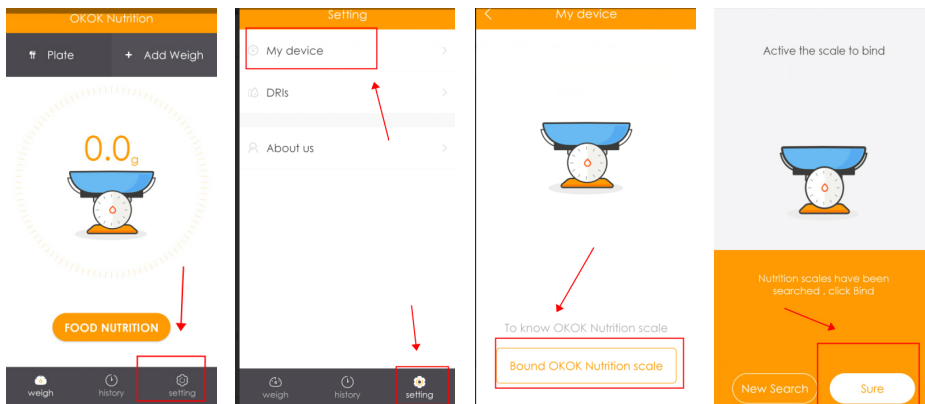 OKOK Nutrition
Plate
+ Add Weigh
0.0g
FOOD NUTRITION
weigh
history
setting
Setting
My device
DRIs
About us
weigh
history
setting
My device
To know OKOK Nutrition scale
Bound OKOK Nutrition scale
Active the scale to bind
Nutrition scales have been
searched , click Bind
New Search
Sure